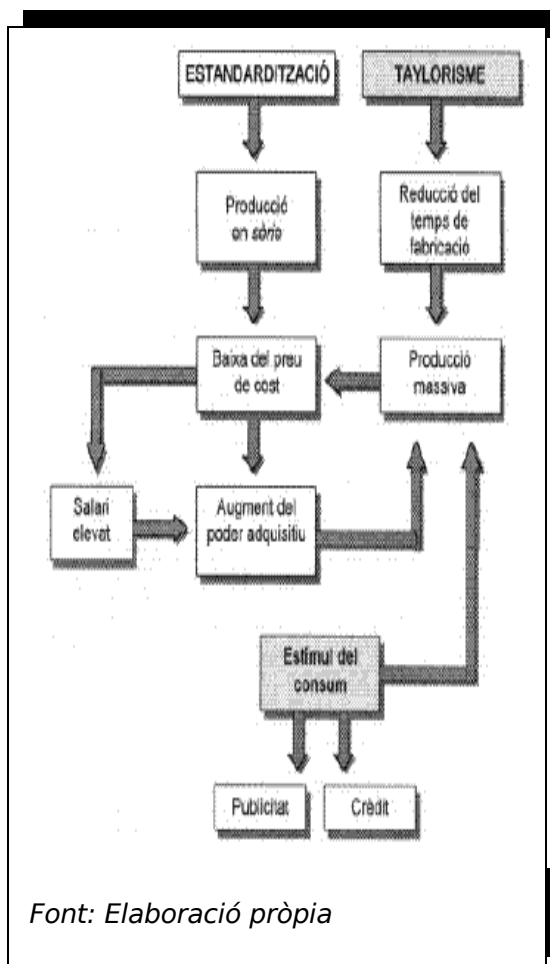 ESTANDARDITZACIÓ
TAYLORISME
Producció
en sèrie
Reducció del
temps de
fabricació
Baixa del preu
de cost
Producció
massiva
Salari
elevat
Augment del
poder adquisitiu
Estímul del
consum
Publicitat
Crèdit
Font: Elaboració pròpia